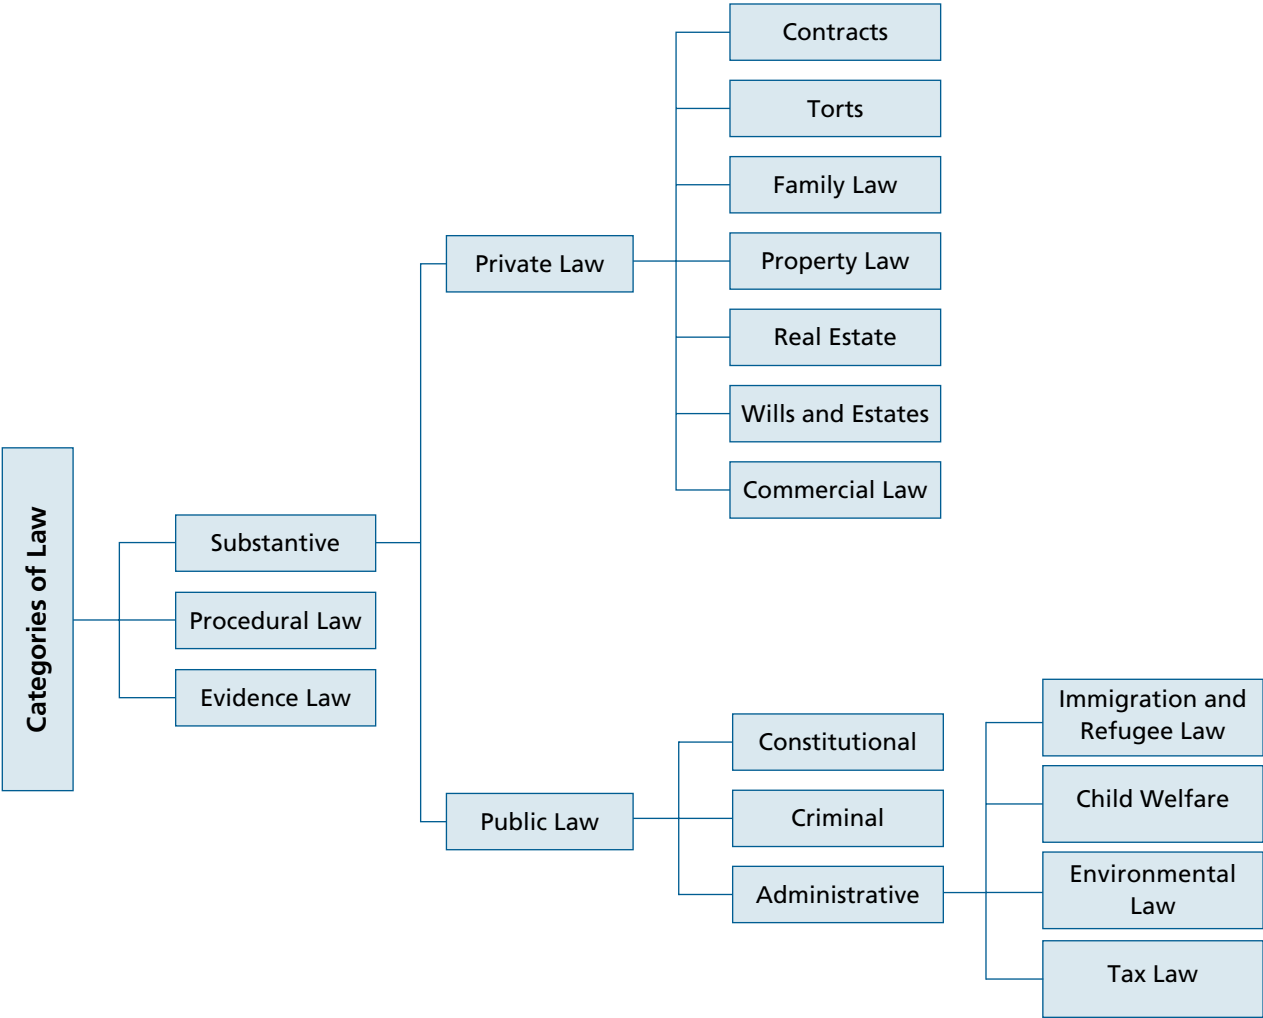 Categories of Law
Substantive
Procedural Law
Evidence Law
Private Law
Contracts
Torts
Family Law
Property Law
Real Estate
Wills and Estates
Commercial Law
Public Law
Constitutional
Criminal
Administrative
Immigration and
Refugee Law
Child Welfare
Environmental
Law
Tax Law